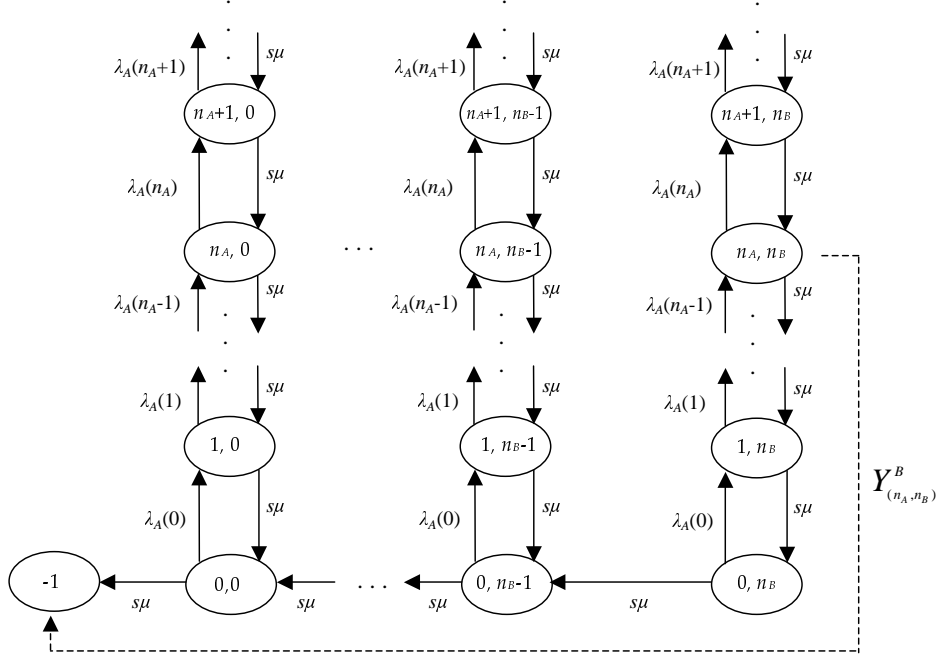 sμ sμ sμ
λA(nA+1) λA(nA+1) λA(nA+1)
nA+1, 0 nA+1, nB-1 nA+1, nB
λA(nA) sμ λA(nA) sμ λA(nA) sμ
nA, 0 . . . nA, nB-1 nA, nB
λA(nA-1) sμ λA(nA-1) sμ λA(nA-1) sμ
λA(1) sμ λA(1) sμ λA(1) sμ
1, 0 1, nB-1 1, nB
Y^B_(nA,nB)
λA(0) sμ λA(0) sμ λA(0) sμ
-1 0,0 . . . 0, nB-1 0, nB
sμ sμ sμ sμ